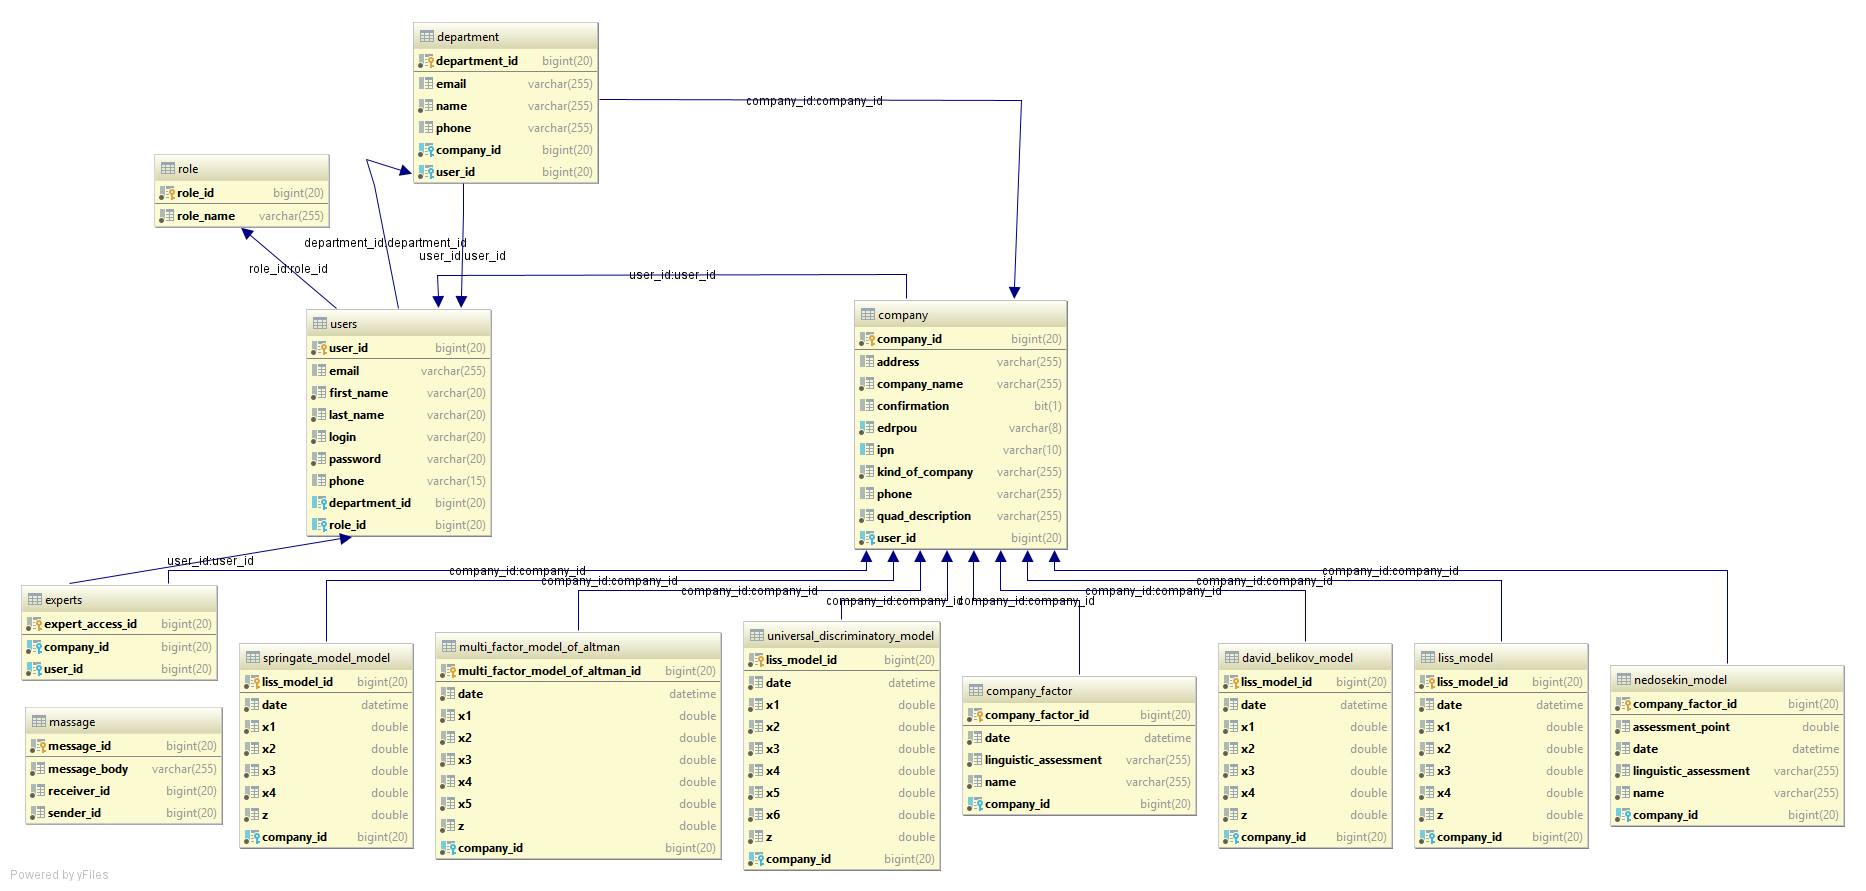 department
department_id bigint(20)
email varchar(255)
name varchar(255)
phone varchar(255)
company_id bigint(20)
user_id bigint(20)
company_id:company_id
role
role_id bigint(20)
role_name varchar(255)
department_id:department_id
user_id:user_id
role_id:role_id
user_id:user_id
users
user_id bigint(20)
email varchar(255)
first_name varchar(20)
last_name varchar(20)
login varchar(20)
password varchar(20)
phone varchar(15)
department_id bigint(20)
role_id bigint(20)
company
company_id bigint(20)
address varchar(255)
company_name varchar(255)
confirmation bit(1)
edrpou varchar(8)
ipn varchar(10)
kind_of_company varchar(255)
phone varchar(255)
quad_description varchar(255)
user_id bigint(20)
user_id:user_id
company_id:company_id
company_id:company_id
company_id:company_id
company_id:company_id
company_id:company_id
company_id:company_id
company_id:company_id
company_id:company_id
experts
expert_access_id bigint(20)
company_id bigint(20)
user_id bigint(20)
massage
message_id bigint(20)
message_body varchar(255)
receiver_id bigint(20)
sender_id bigint(20)
springate_model_model
liss_model_id bigint(20)
date datetime
x1 double
x2 double
x3 double
x4 double
z double
company_id bigint(20)
multi_factor_model_of_altman
multi_factor_model_of_altman_id bigint(20)
date datetime
x1 double
x2 double
x3 double
x4 double
x5 double
z double
company_id bigint(20)
universal_discriminatory_model
liss_model_id bigint(20)
date datetime
x1 double
x2 double
x3 double
x4 double
x5 double
x6 double
z double
company_id bigint(20)
company_factor
company_factor_id bigint(20)
date datetime
linguistic_assessment varchar(255)
name varchar(255)
company_id bigint(20)
david_belikov_model
liss_model_id bigint(20)
date datetime
x1 double
x2 double
x3 double
x4 double
z double
company_id bigint(20)
liss_model
liss_model_id bigint(20)
date datetime
x1 double
x2 double
x3 double
x4 double
z double
company_id bigint(20)
nedosekin_model
company_factor_id bigint(20)
assessment_point double
date datetime
linguistic_assessment varchar(255)
name varchar(255)
company_id bigint(20)
Powered by yFiles